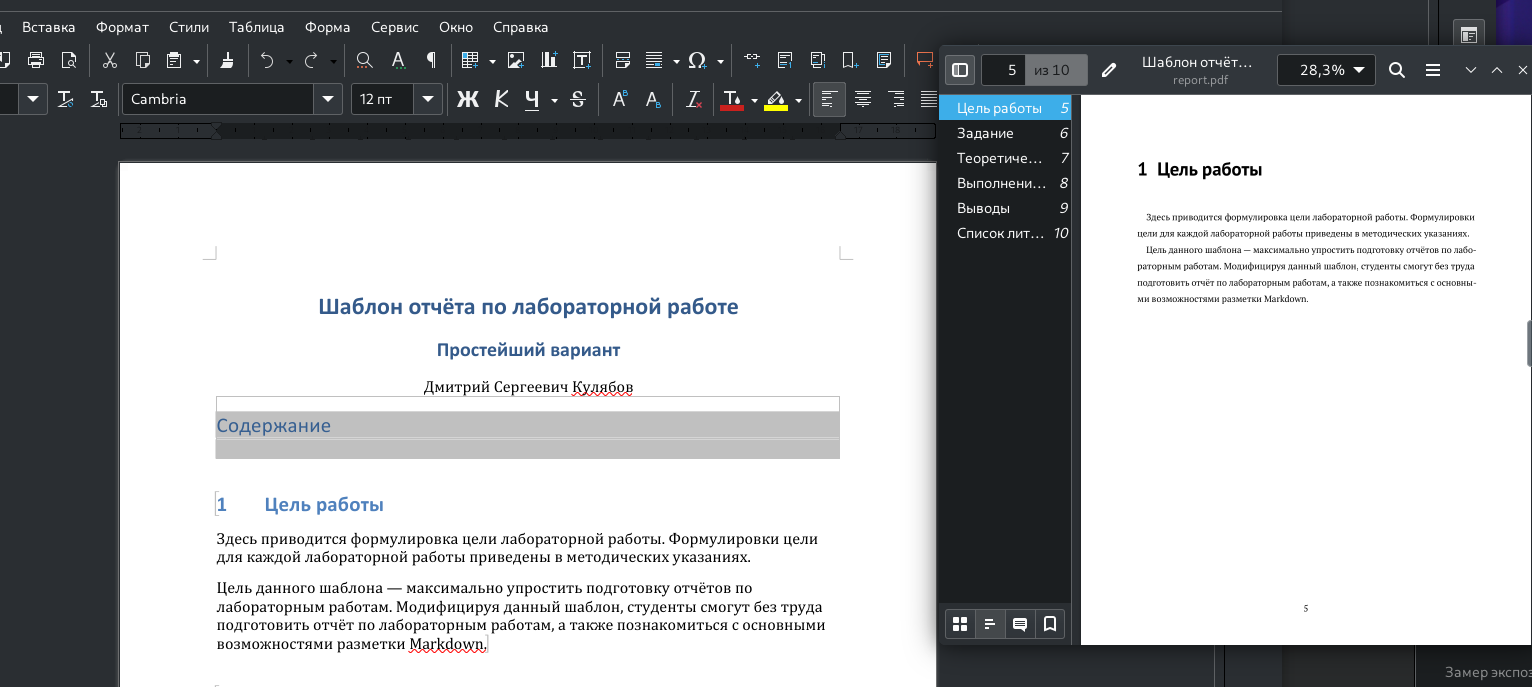 Вставка Формат Стили Таблица Форма Сервис Окно Справка
Cambria 12 пт Ж К Ч S
Шаблон отчёта по лабораторной работе
Простейший вариант
Дмитрий Сергеевич Кулябов
Содержание
1 Цель работы
Здесь приводится формулировка цели лабораторной работы. Формулировки цели
для каждой лабораторной работы приведены в методических указаниях.
Цель данного шаблона — максимально упростить подготовку отчётов по
лабораторным работам. Модифицируя данный шаблон, студенты смогут без труда
подготовить отчёт по лабораторным работам, а также познакомиться с основными
возможностями разметки Markdown.
5 из 10
Шаблон отчёт...
report.pdf
28,3%
Цель работы 5
Задание 6
Теоретиче... 7
Выполнени... 8
Выводы 9
Список лит... 10
1 Цель работы
Здесь приводится формулировка цели лабораторной работы. Формулировки
цели для каждой лабораторной работы приведены в методических указаниях.
Цель данного шаблона — максимально упростить подготовку отчётов по лабо-
раторным работам. Модифицируя данный шаблон, студенты смогут без труда
подготовить отчёт по лабораторным работам, а также познакомиться с основны-
ми возможностями разметки Markdown.
5
Замер экспоз